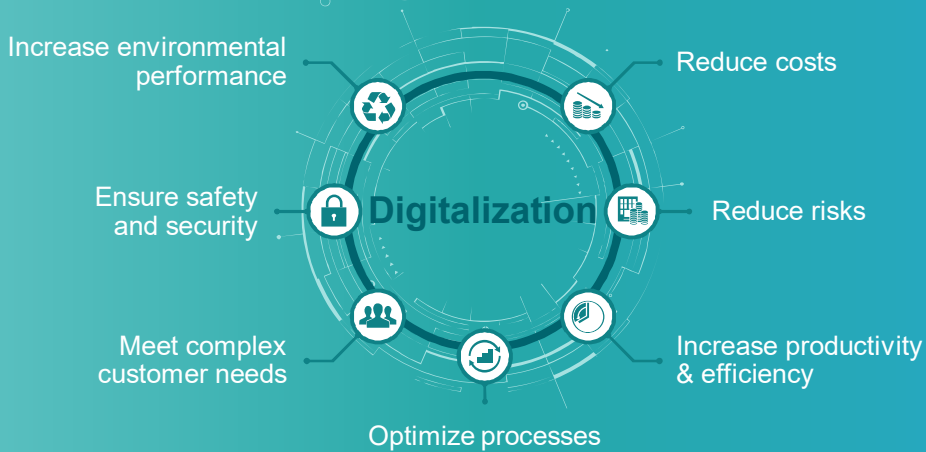 Increase environmental
performance
Reduce costs
Ensure safety
and security
Digitalization
Reduce risks
Meet complex
customer needs
Increase productivity
& efficiency
Optimize processes